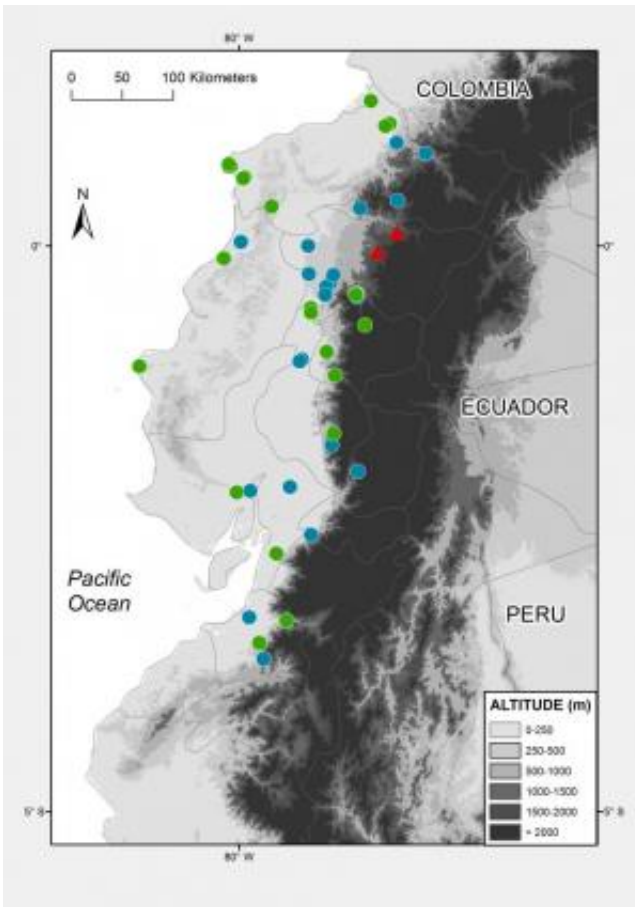 80° W
0 50 100 Kilometers
COLOMBIA
N
0°
0°
ECUADOR
Pacific
Ocean
PERU
ALTITUDE (m)
0-250
250-500
500-1000
1000-1500
1500-2000
> 2000
5° S
5° S
80° W